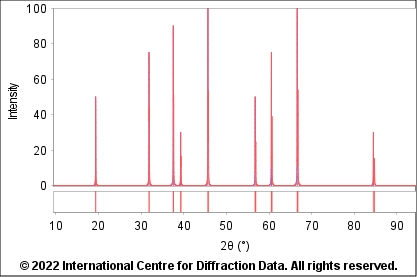 100
80
60
40
20
0
Intensity
10 20 30 40 50 60 70 80 90
2θ (°)
© 2022 International Centre for Diffraction Data. All rights reserved.